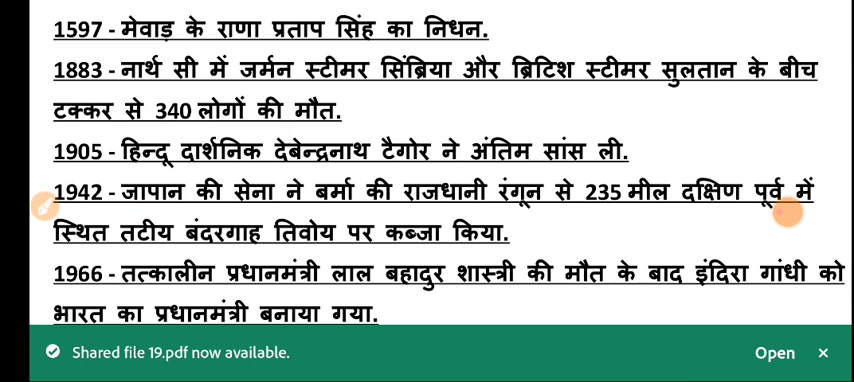 1597 - मेवाड़ के राणा प्रताप सिंह का निधन.
1883 - नार्थ सी में जर्मन स्टीमर सिंब्रिया और ब्रिटिश स्टीमर सुलतान के बीच
टक्कर से 340 लोगों की मौत.
1905 - हिन्दू दार्शनिक देबेन्द्रनाथ टैगोर ने अंतिम सांस ली.
1942 - जापान की सेना ने बर्मा की राजधानी रंगून से 235 मील दक्षिण पूर्व में
स्थित तटीय बंदरगाह तिवोय पर कब्जा किया.
1966 - तत्कालीन प्रधानमंत्री लाल बहादुर शास्त्री की मौत के बाद इंदिरा गांधी को
भारत का प्रधानमंत्री बनाया गया.
Shared file 19.pdf now available. Open ×